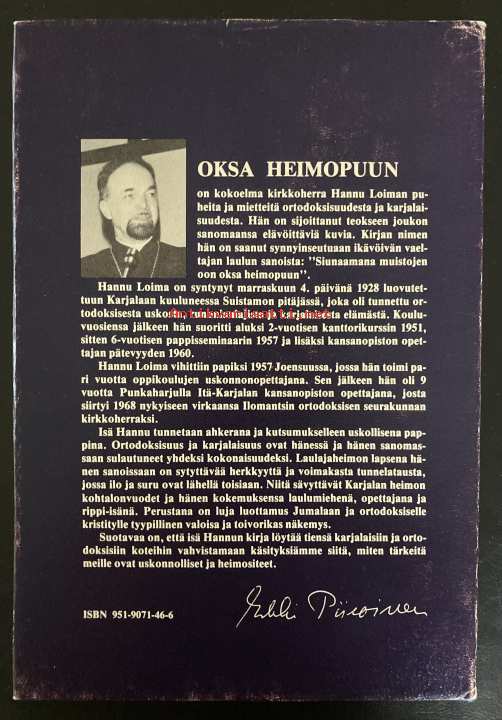 OKSA HEIMOPUUN
on kokoelma kirkkoherra Hannu Loiman pu-
heita ja mietteitä ortodoksisuudesta ja karjalai-
suudesta. Hän on sijoittanut teokseen joukon
sanomaansa elävöittäviä kuvia. Kirjan nimen
hän on saanut synnyinseutuaan ikävöivän vael-
tajan laulun sanoista: "Siunaamana muistojen
oon oksa heimopuun".
Hannu Loima on syntynyt marraskuun 4. päivänä 1928 luovutet-
tuun Karjalaan kuuluneessa Suistamon pitäjässä, joka oli tunnettu or-
todoksisesta uskosta, runonlaulajista ja karjalaisesta elämästä. Koulu-
vuosiensa jälkeen hän suoritti aluksi 2-vuotisen kanttorikurssin 1951,
sitten 6-vuotisen pappisseminaarin 1957 ja lisäksi kansanopiston opet-
tajan pätevyyden 1960.
Hannu Loima vihittiin papiksi 1957 Joensuussa, jossa hän toimi pa-
ri vuotta oppikoulujen uskonnonopettajana. Sen jälkeen hän oli 9
vuotta Punkaharjulla Itä-Karjalan kansanopiston opettajana, josta
siirtyi 1968 nykyiseen virkaansa Ilomantsin ortodoksisen seurakunnan
kirkkoherraksi.
Isä Hannu tunnetaan ahkerana ja kutsumukselleen uskollisena pap-
pina. Ortodoksisuus ja karjalaisuus ovat hänessä ja hänen sanomas-
saan sulautuneet yhdeksi kokonaisuudeksi. Laulajaheimon lapsena hä-
nen sanoissaan on sytyttävää herkkyyttä ja voimakasta tunnelatausta,
jossa ilo ja suru ovat lähellä toisiaan. Niitä sävyttävät Karjalan heimon
kohtalonvuodet ja hänen kokemuksensa laulumiehenä, opettajana ja
rippi-isänä. Perustana on luja luottamus Jumalaan ja ortodoksiselle
kristitylle tyypillinen valoisa ja toivorikas näkemys.
Suotavaa on, että isä Hannun kirja löytää tiensä karjalaisiin ja orto-
doksisiin koteihin vahvistamaan käsityksiämme siitä, miten tärkeitä
meille ovat uskonnolliset ja heimositeet.
ISBN 951-9071-46-6
Erkki Piiroinen